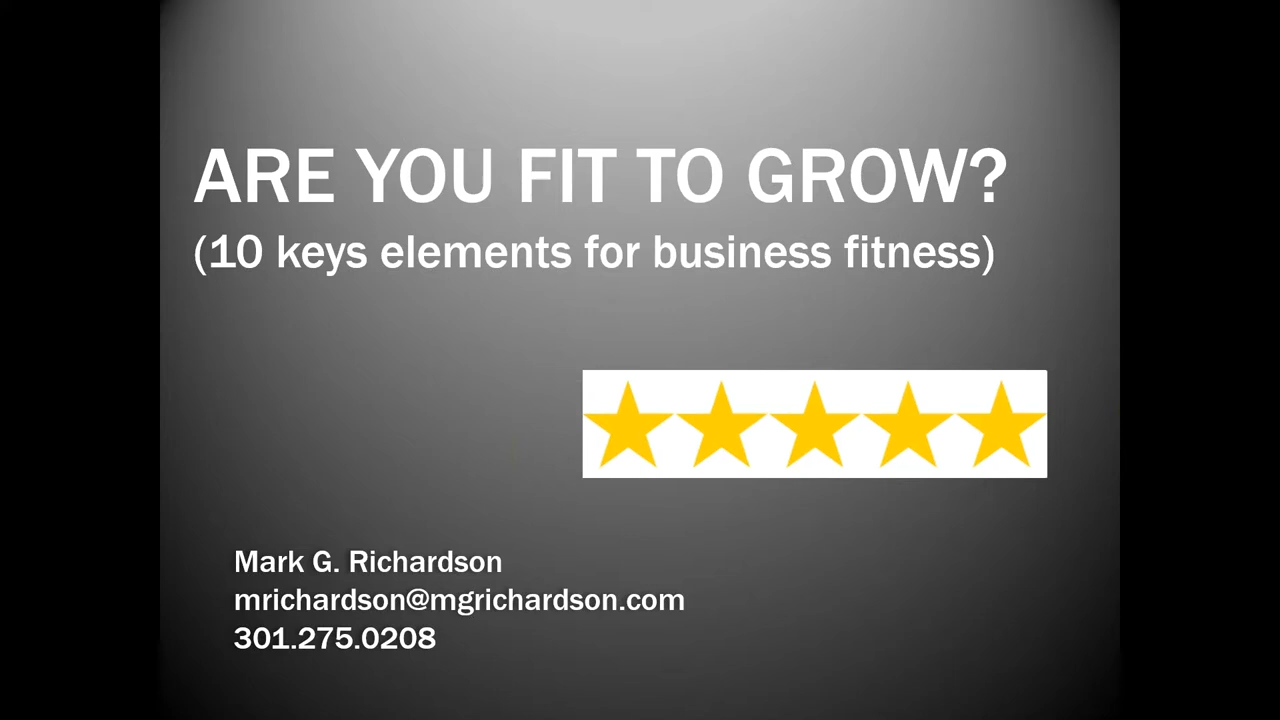 ARE YOU FIT TO GROW?
(10 keys elements for business fitness)
Mark G. Richardson
mrichardson@mgrichardson.com
301.275.0208